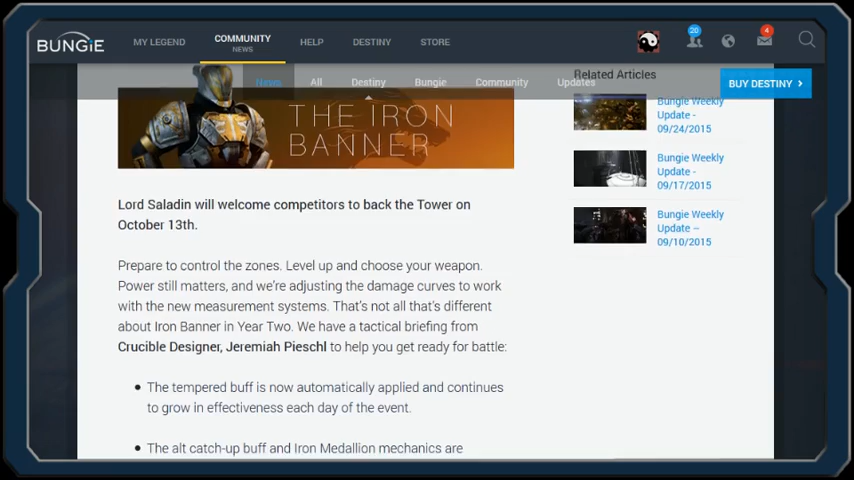 BUNGiE
MY LEGEND
COMMUNITY
NEWS
HELP
DESTINY
STORE
20
4
News
All
Destiny
Bungie
Community
Updates
BUY DESTINY
Related Articles
THE IRON
BANNER
Bungie Weekly
Update -
09/24/2015
Bungie Weekly
Update -
09/17/2015
Bungie Weekly
Update --
09/10/2015
Lord Saladin will welcome competitors to back the Tower on
October 13th.
Prepare to control the zones. Level up and choose your weapon.
Power still matters, and we're adjusting the damage curves to work
with the new measurement systems. That's not all that's different
about Iron Banner in Year Two. We have a tactical briefing from
Crucible Designer, Jeremiah Pieschl to help you get ready for battle:
• The tempered buff is now automatically applied and continues
to grow in effectiveness each day of the event.
• The alt catch-up buff and Iron Medallion mechanics are